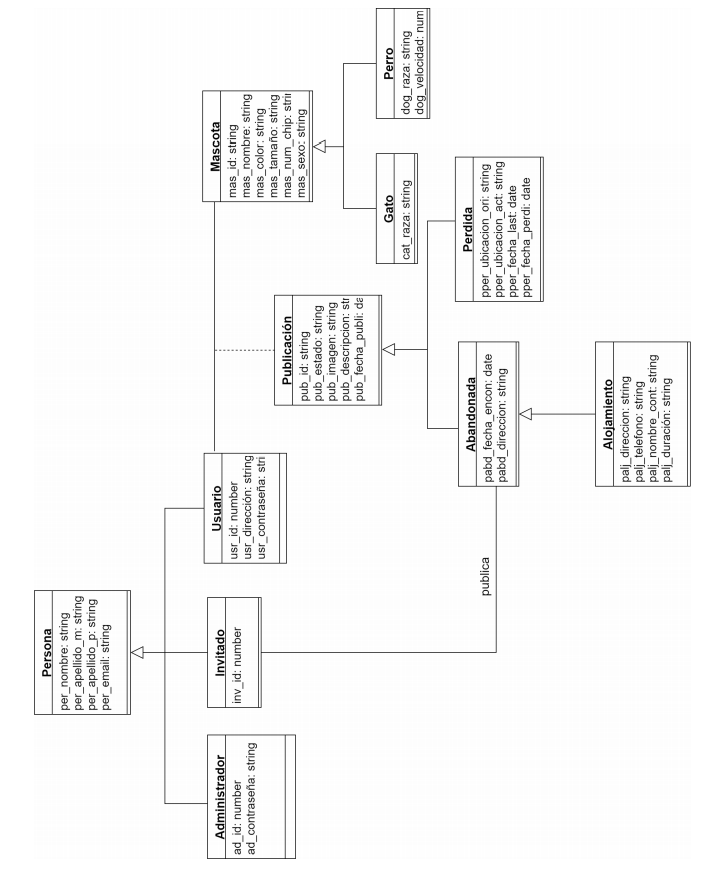 Persona
per_nombre: string
per_apellido_m: string
per_apellido_p: string
per_email: string
Administrador
ad_id: number
ad_contraseña: string
Invitado
inv_id: number
Usuario
usr_id: number
usr_dirección: string
usr_contraseña: stri
publica
Publicación
pub_id: string
pub_estado: string
pub_imagen: string
pub_descripcion: str
pub_fecha_publi: da
Mascota
mas_id: string
mas_nombre: string
mas_color: string
mas_tamaño: string
mas_num_chip: strin
mas_sexo: string
Gato
cat_raza: string
Perro
dog_raza: string
dog_velocidad: num
Abandonada
pabd_fecha_encon: date
pabd_direccion: string
Perdida
pper_ubicacion_ori: string
pper_ubicacion_act: string
pper_fecha_last: date
pper_fecha_perdi: date
Alojamiento
palj_direccion: string
palj_telefono: string
palj_nombre_cont: string
palj_duración: string